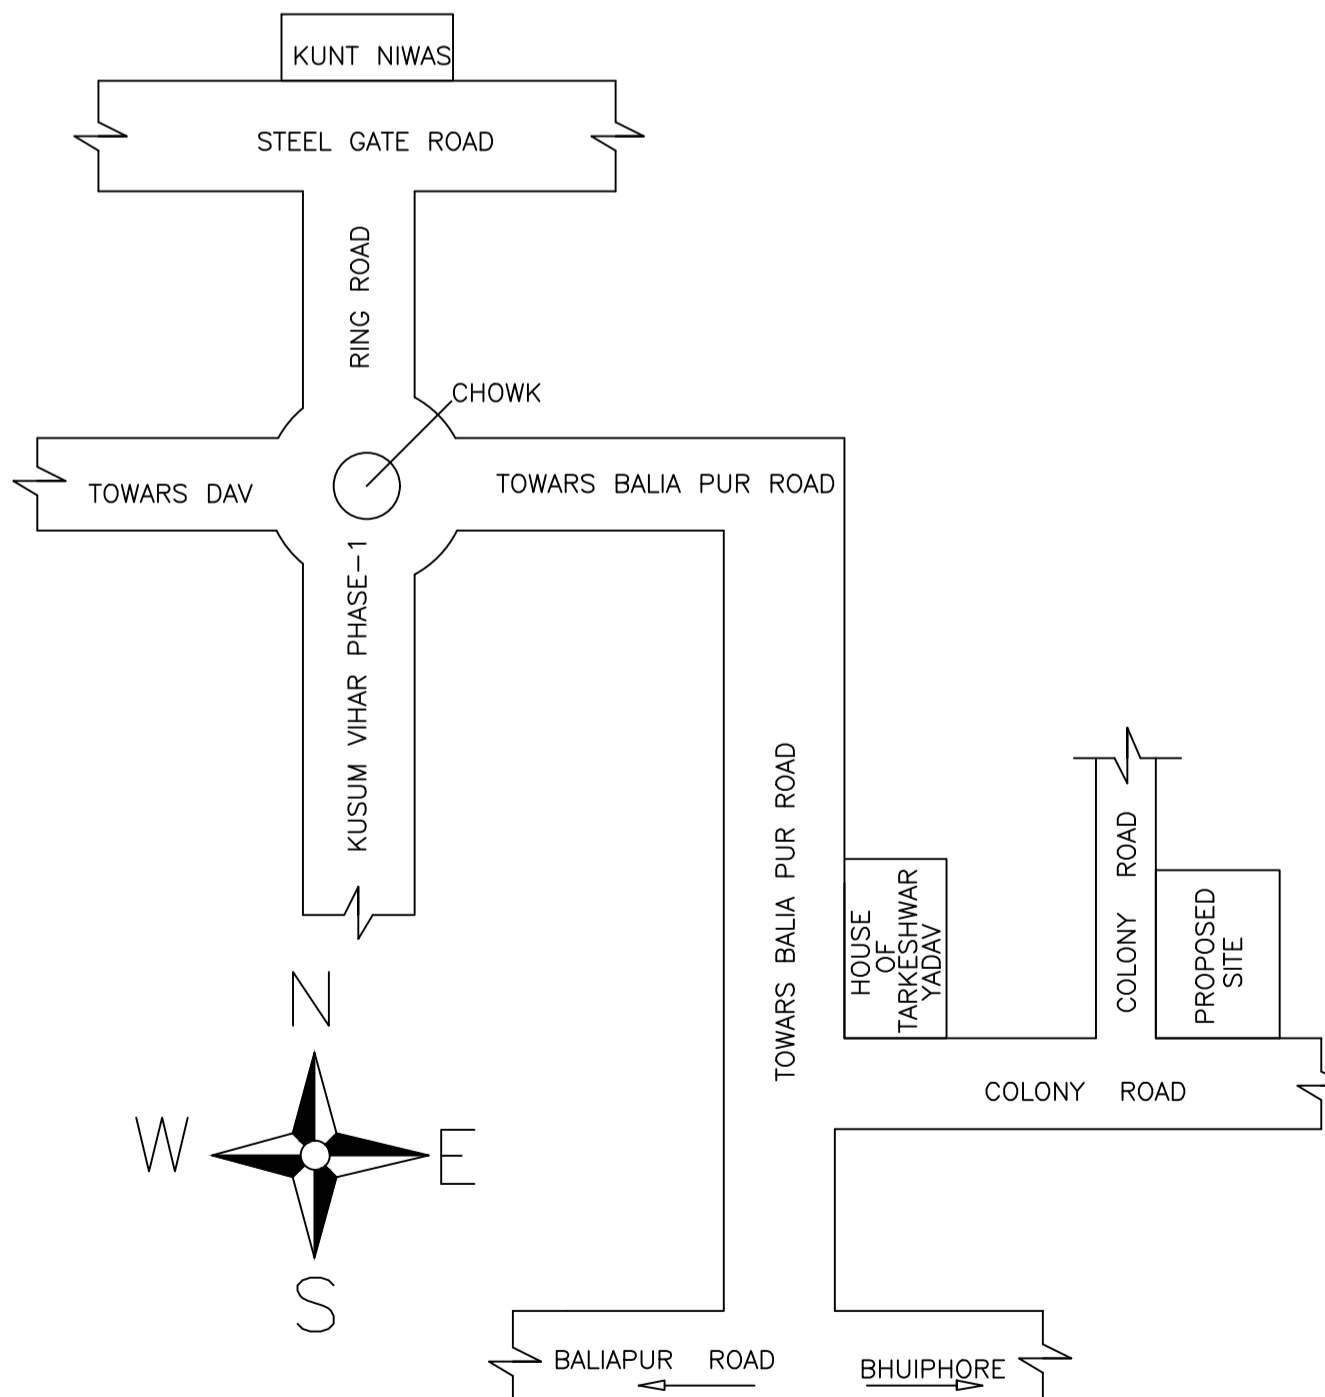 KUNT NIWAS
STEEL GATE ROAD
RING ROAD
CHOWK
TOWARS DAV
TOWARS BALIA PUR ROAD
KUSUM VIHAR PHASE-1
TOWARS BALIA PUR ROAD
HOUSE
OF
TARKESHWAR
YADAV
COLONY ROAD
PROPOSED
SITE
COLONY ROAD
N
W
E
S
BALIAPUR ROAD
BHUIPHORE